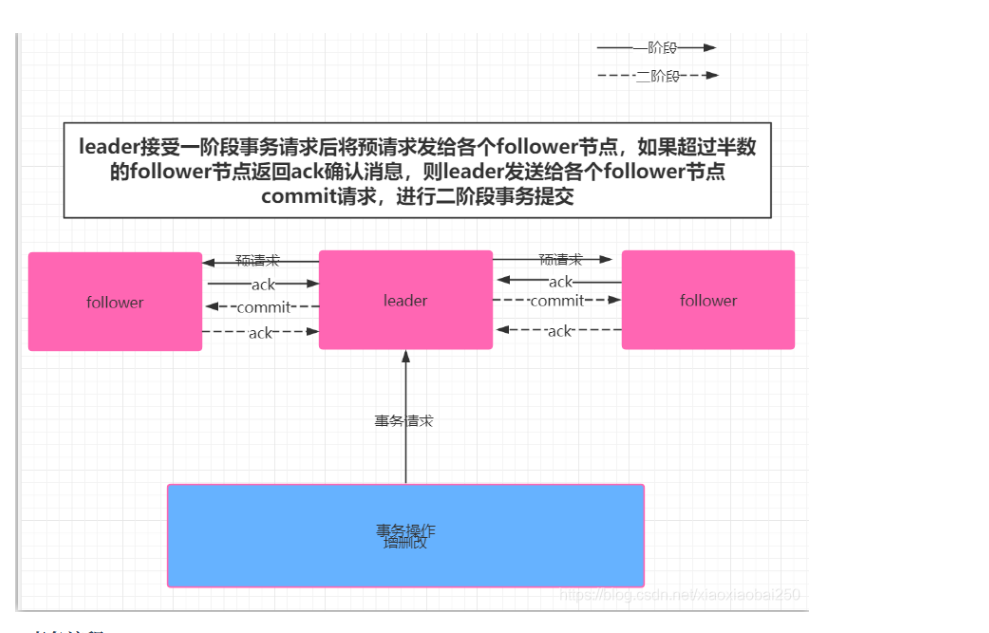 一阶段
二阶段
leader接受一阶段事务请求后将预请求发给各个follower节点，如果超过半数
的follower节点返回ack确认消息，则leader发送给各个follower节点
commit请求，进行二阶段事务提交
follower
预请求
ack
commit
ack
leader
预请求
ack
commit
ack
follower
事务请求
事务操作
增删改
https://blog.csdn.net/xiaoxiaobai250